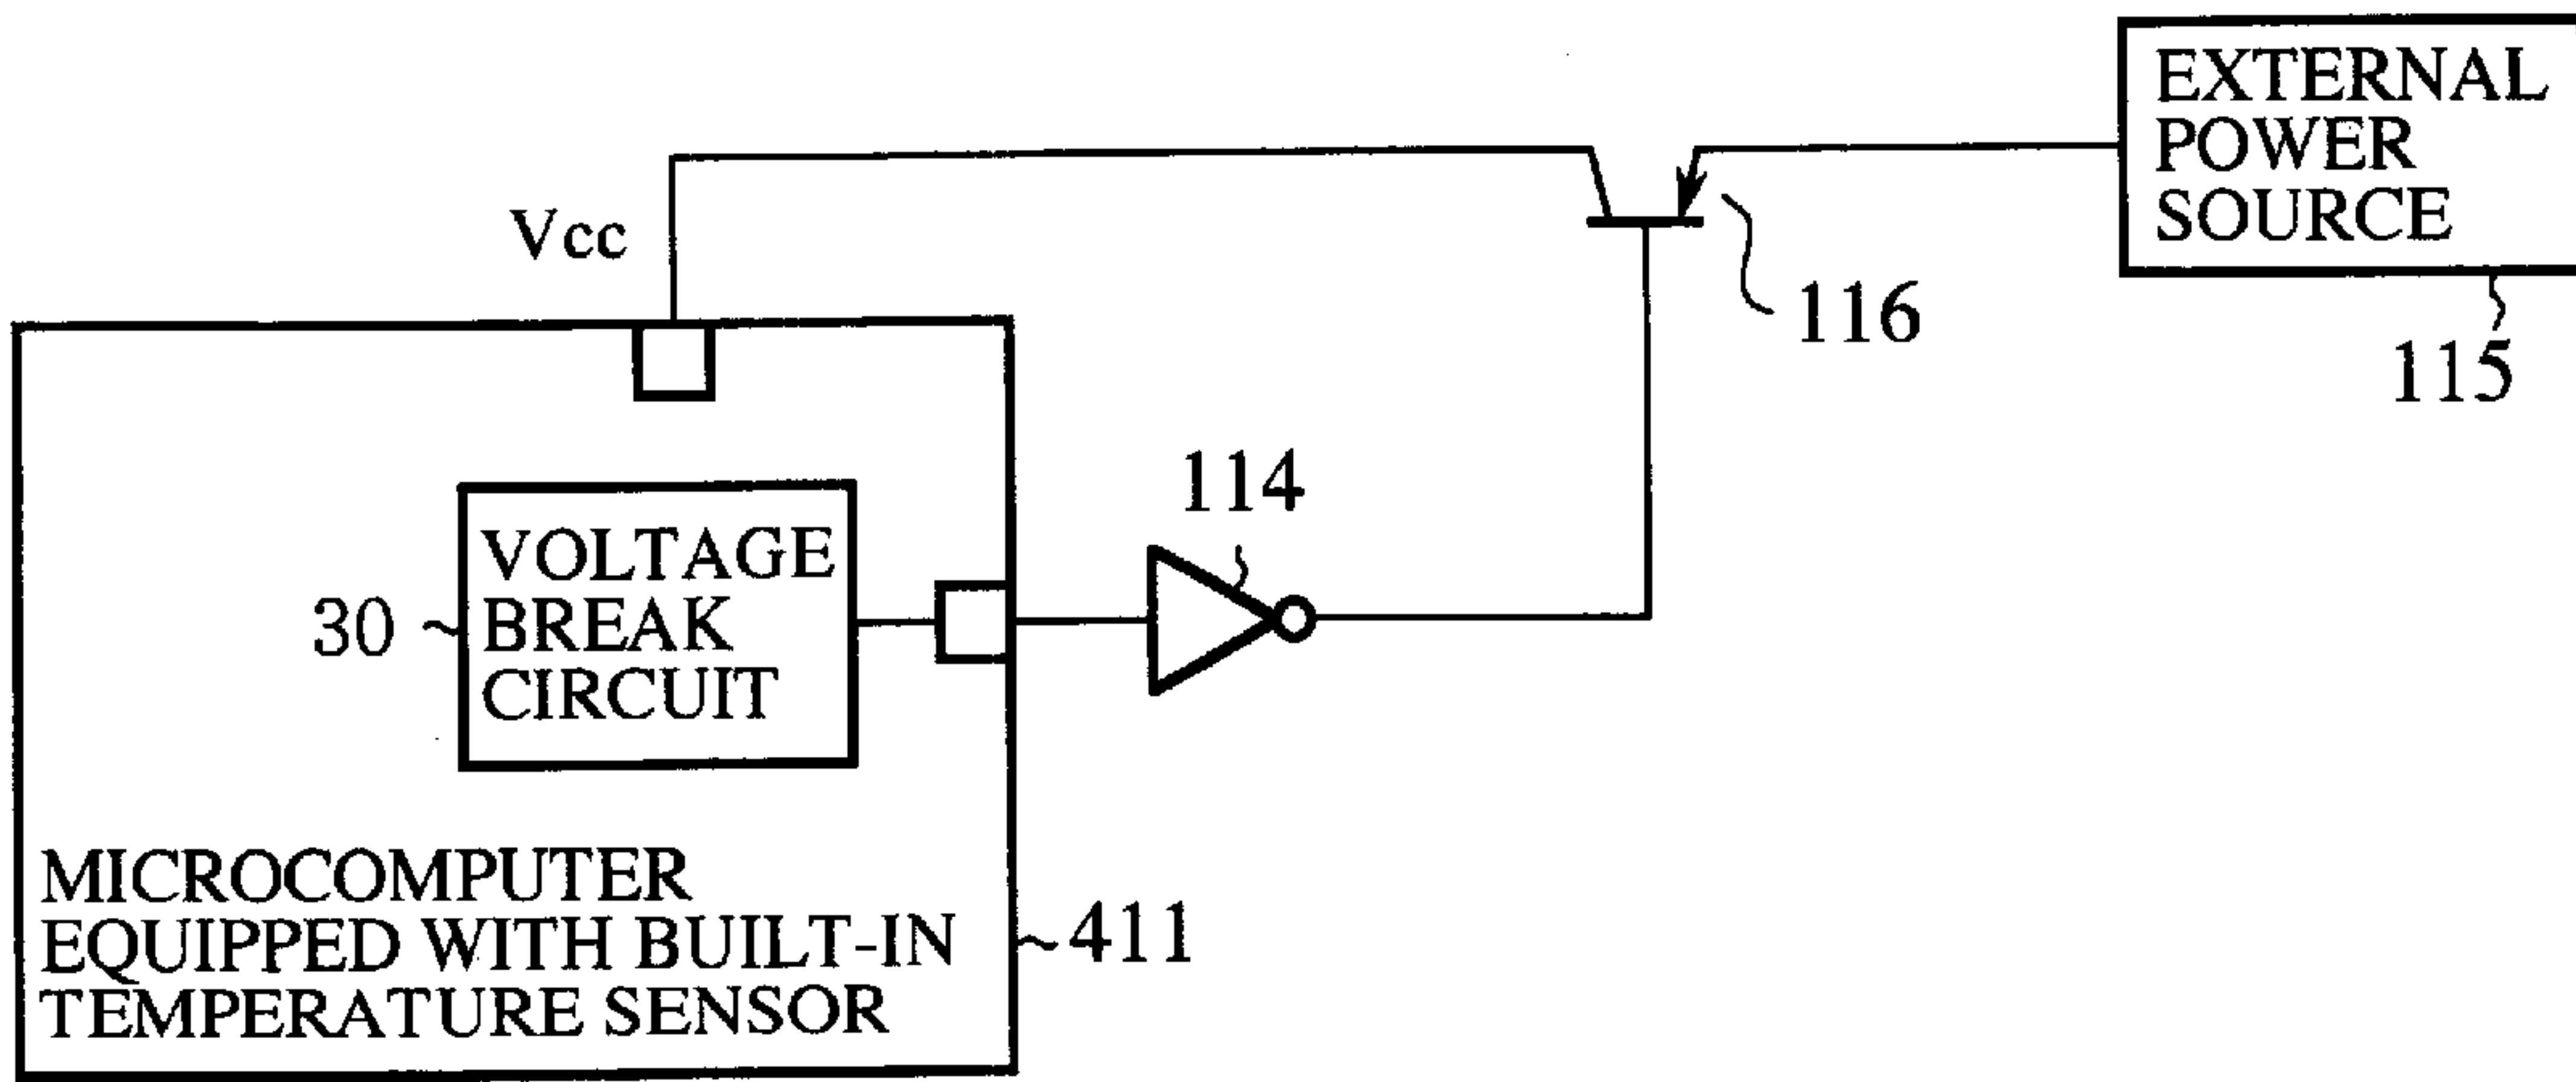 EXTERNAL
POWER
SOURCE
Vcc
116
115
114
VOLTAGE
BREAK
CIRCUIT
30
MICROCOMPUTER
EQUIPPED WITH BUILT-IN
TEMPERATURE SENSOR
411